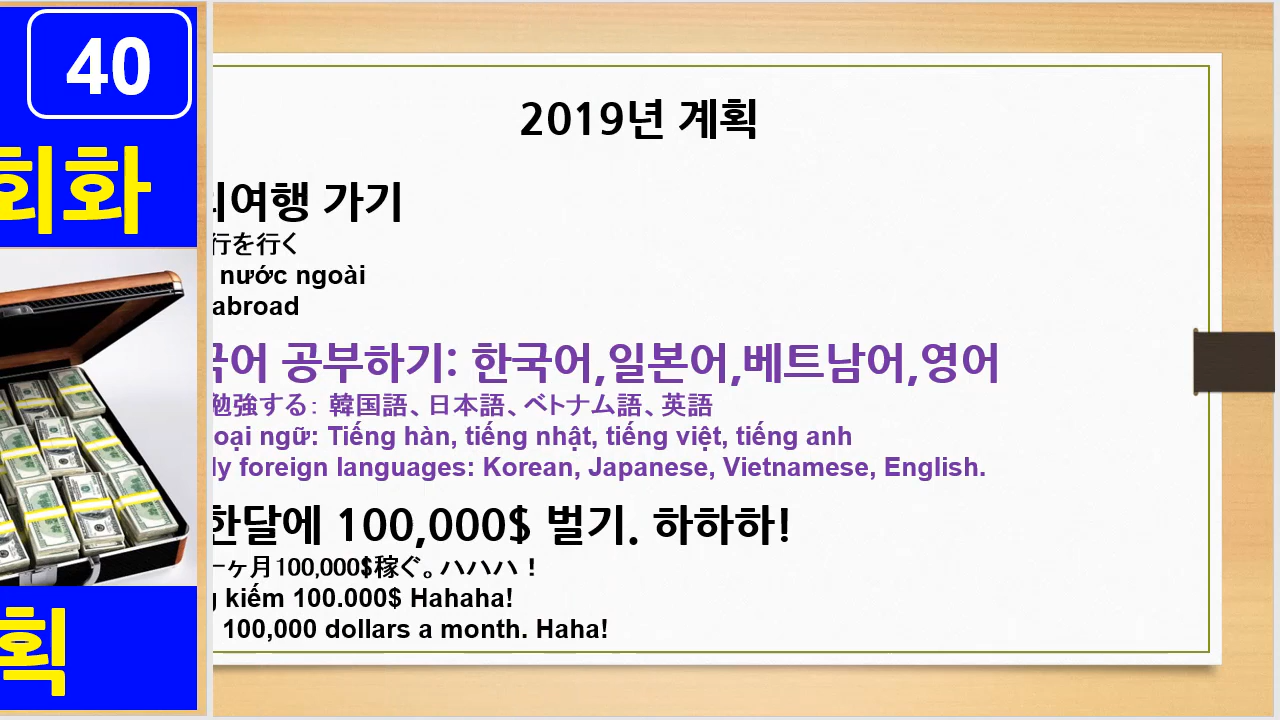 40
회화
획
2019년 계획
여행 가기
行を行く
nước ngoài
abroad
국어 공부하기: 한국어,일본어,베트남어,영어
勉強する: 韓国語、日本語、ベトナム語、英語
oại ngữ: Tiếng hàn, tiếng nhật, tiếng việt, tiếng anh
foreign languages: Korean, Japanese, Vietnamese, English.
한달에 100,000$ 벌기. 하하하!
一ヶ月100,000$稼ぐ。ハハハ！
kiếm 100.000$ Hahaha!
100,000 dollars a month. Haha!